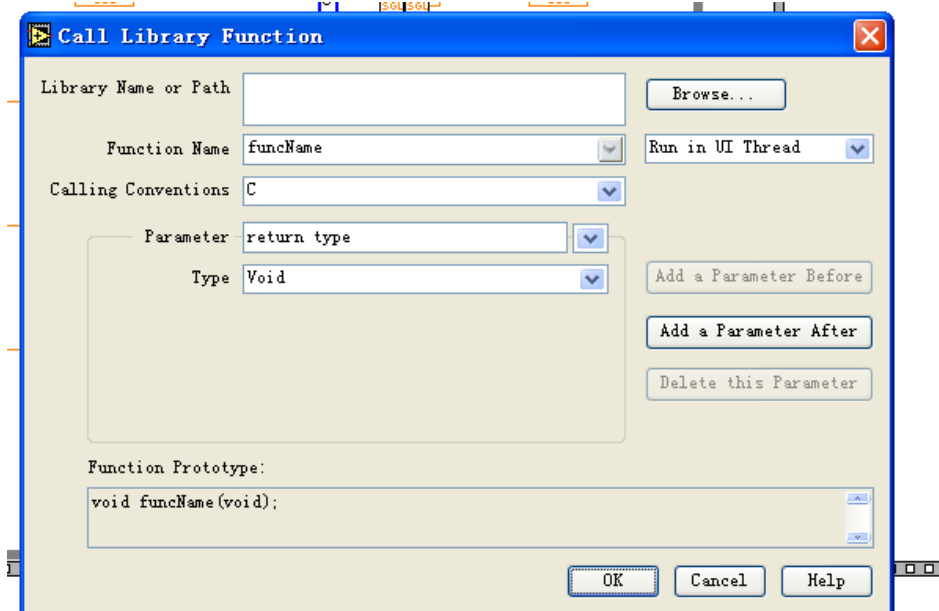 SGL SGL
Call Library Function
Library Name or Path
Browse...
Function Name funcName Run in UI Thread
Calling Conventions C
Parameter return type
Type Void Add a Parameter Before
Add a Parameter After
Delete this Parameter
Function Prototype:
void funcName(void);
OK Cancel Help